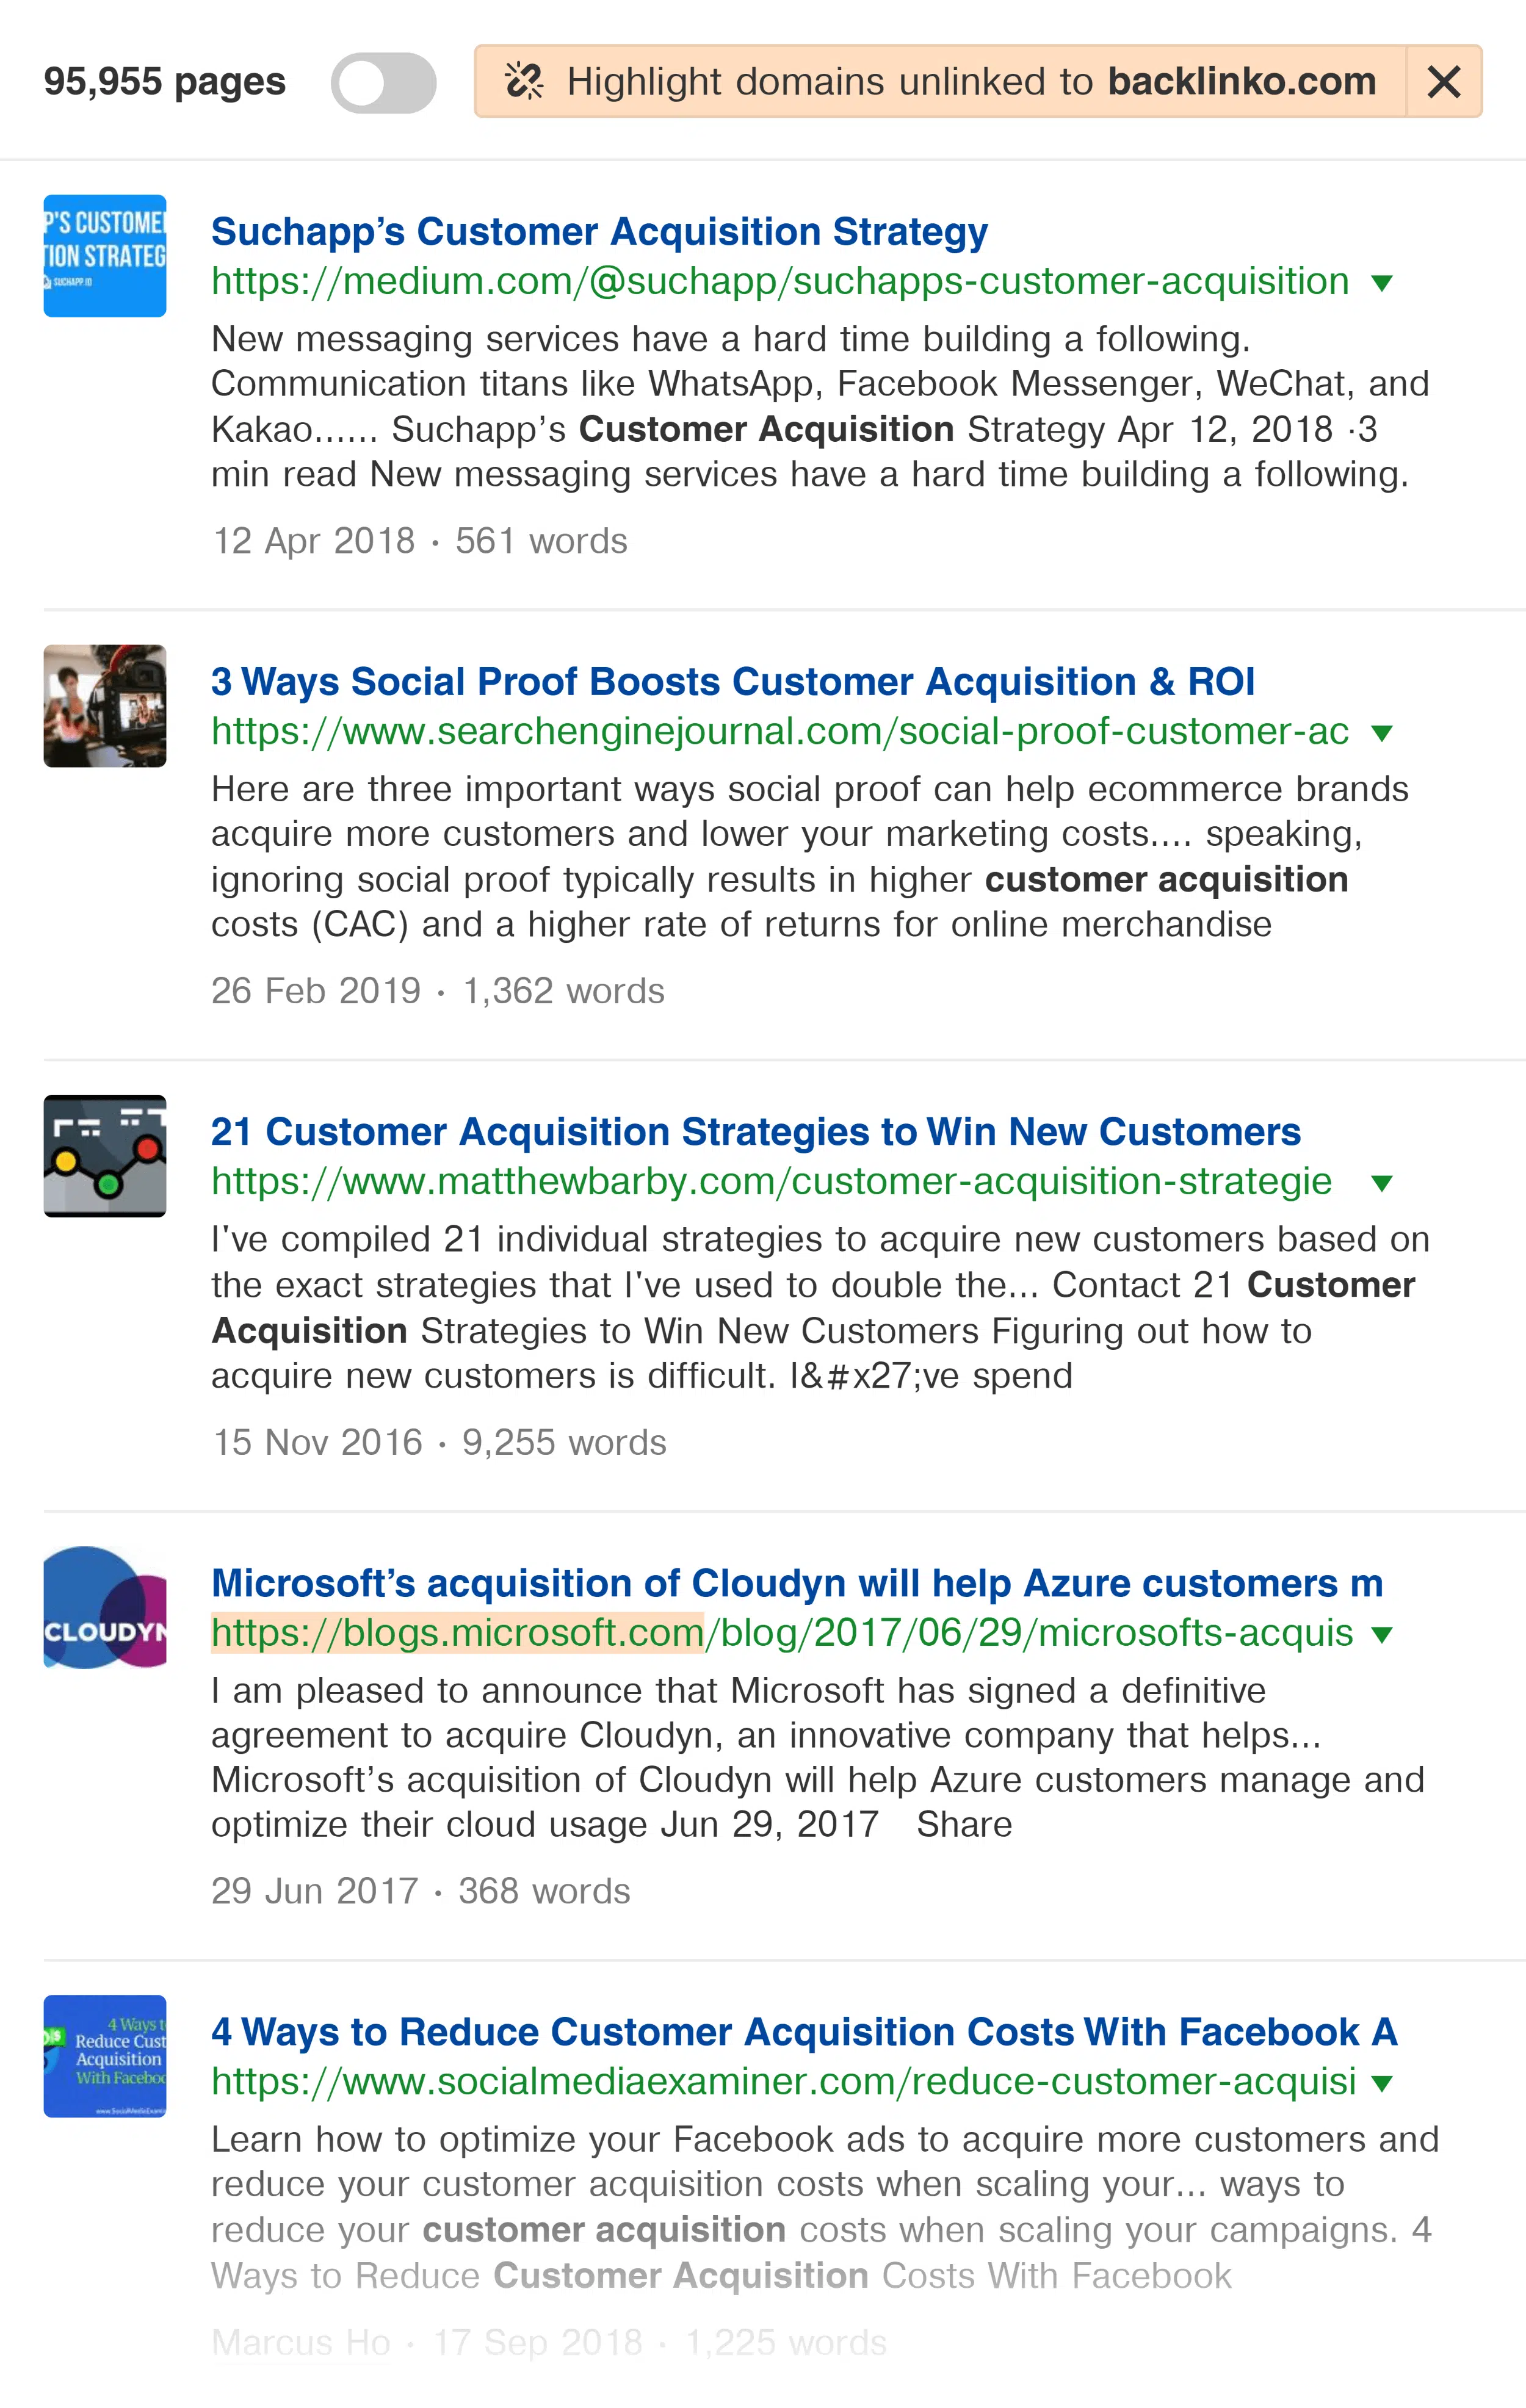 95,955 pages
Highlight domains unlinked to backlinko.com
P'S CUSTOME
TION STRATEG
SUCHAPP.IO
Suchapp’s Customer Acquisition Strategy
https://medium.com/@suchapp/suchapps-customer-acquisition
New messaging services have a hard time building a following.
Communication titans like WhatsApp, Facebook Messenger, WeChat, and
Kakao...... Suchapp’s Customer Acquisition Strategy Apr 12, 2018 ·3
min read New messaging services have a hard time building a following.
12 Apr 2018 · 561 words
3 Ways Social Proof Boosts Customer Acquisition & ROI
https://www.searchenginejournal.com/social-proof-customer-ac
Here are three important ways social proof can help ecommerce brands
acquire more customers and lower your marketing costs.... speaking,
ignoring social proof typically results in higher customer acquisition
costs (CAC) and a higher rate of returns for online merchandise
26 Feb 2019 · 1,362 words
21 Customer Acquisition Strategies to Win New Customers
https://www.matthewbarby.com/customer-acquisition-strategie
I've compiled 21 individual strategies to acquire new customers based on
the exact strategies that I've used to double the... Contact 21 Customer
Acquisition Strategies to Win New Customers Figuring out how to
acquire new customers is difficult. I&#x27;ve spend
15 Nov 2016 · 9,255 words
CLOUDYN
Microsoft’s acquisition of Cloudyn will help Azure customers m
https://blogs.microsoft.com/blog/2017/06/29/microsofts-acquis
I am pleased to announce that Microsoft has signed a definitive
agreement to acquire Cloudyn, an innovative company that helps...
Microsoft’s acquisition of Cloudyn will help Azure customers manage and
optimize their cloud usage Jun 29, 2017 Share
29 Jun 2017 · 368 words
4 Ways t
Reduce Cust
Acquisition
With Faceboo
www.SocialMediaExami
4 Ways to Reduce Customer Acquisition Costs With Facebook A
https://www.socialmediaexaminer.com/reduce-customer-acquisi
Learn how to optimize your Facebook ads to acquire more customers and
reduce your customer acquisition costs when scaling your... ways to
reduce your customer acquisition costs when scaling your campaigns. 4
Ways to Reduce Customer Acquisition Costs With Facebook
Marcus Ho · 17 Sep 2018 · 1,225 words